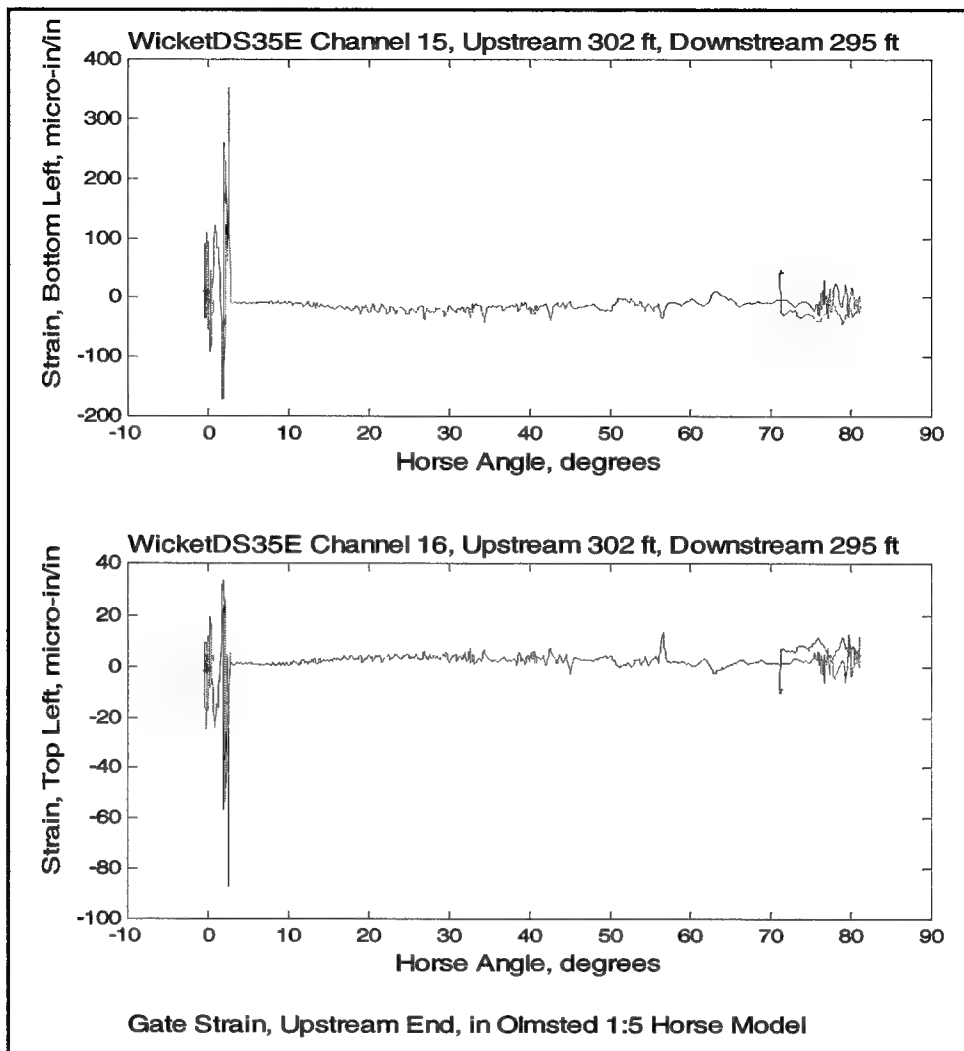 WicketDS35E Channel 15, Upstream 302 ft, Downstream 295 ft
Strain, Bottom Left, micro-in/in
400
300
200
100
0
-100
-200
-10 0 10 20 30 40 50 60 70 80 90
Horse Angle, degrees
WicketDS35E Channel 16, Upstream 302 ft, Downstream 295 ft
Strain, Top Left, micro-in/in
40
20
0
-20
-40
-60
-80
-100
-10 0 10 20 30 40 50 60 70 80 90
Horse Angle, degrees
Gate Strain, Upstream End, in Olmsted 1:5 Horse Model